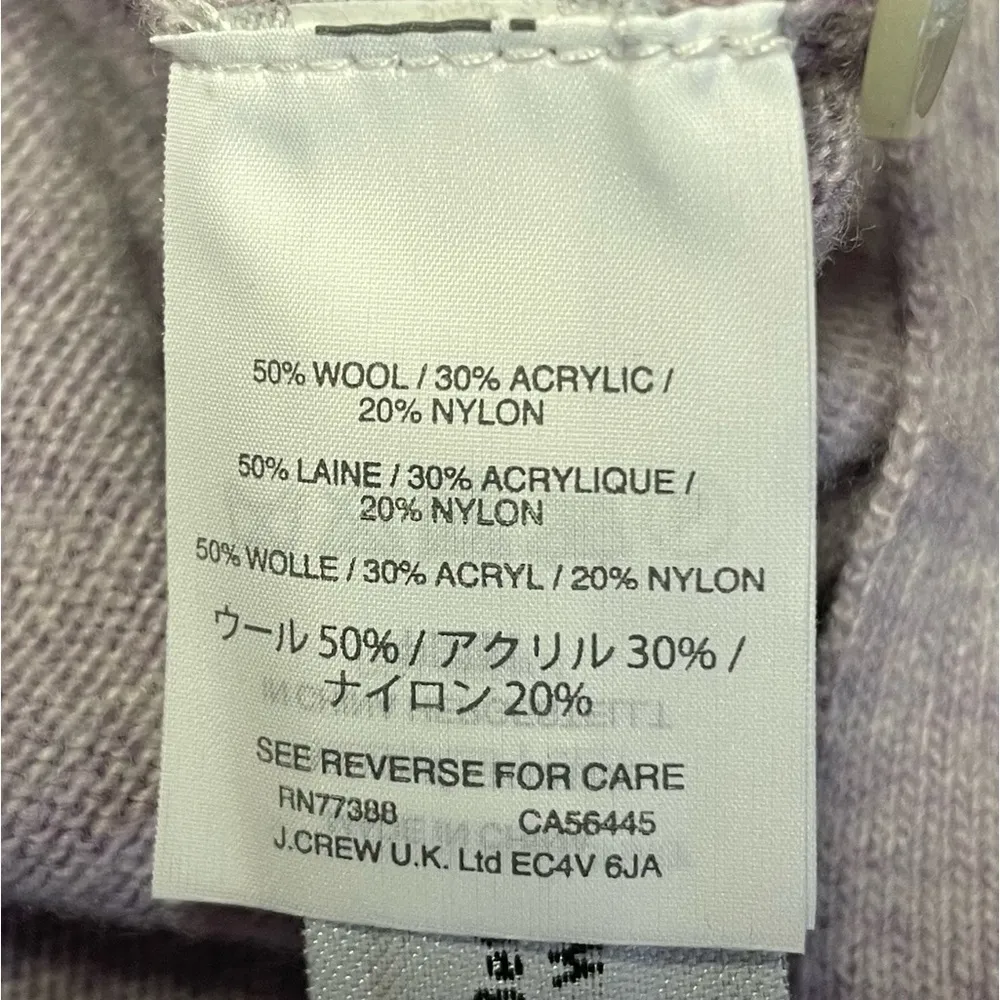 50% WOOL / 30% ACRYLIC /
20% NYLON
50% LAINE / 30% ACRYLIQUE /
20% NYLON
50% WOLLE / 30% ACRYL / 20% NYLON
ウール 50% / アクリル 30% /
ナイロン 20%
SEE REVERSE FOR CARE
RN77388 CA56445
J.CREW U.K. Ltd EC4V 6JA